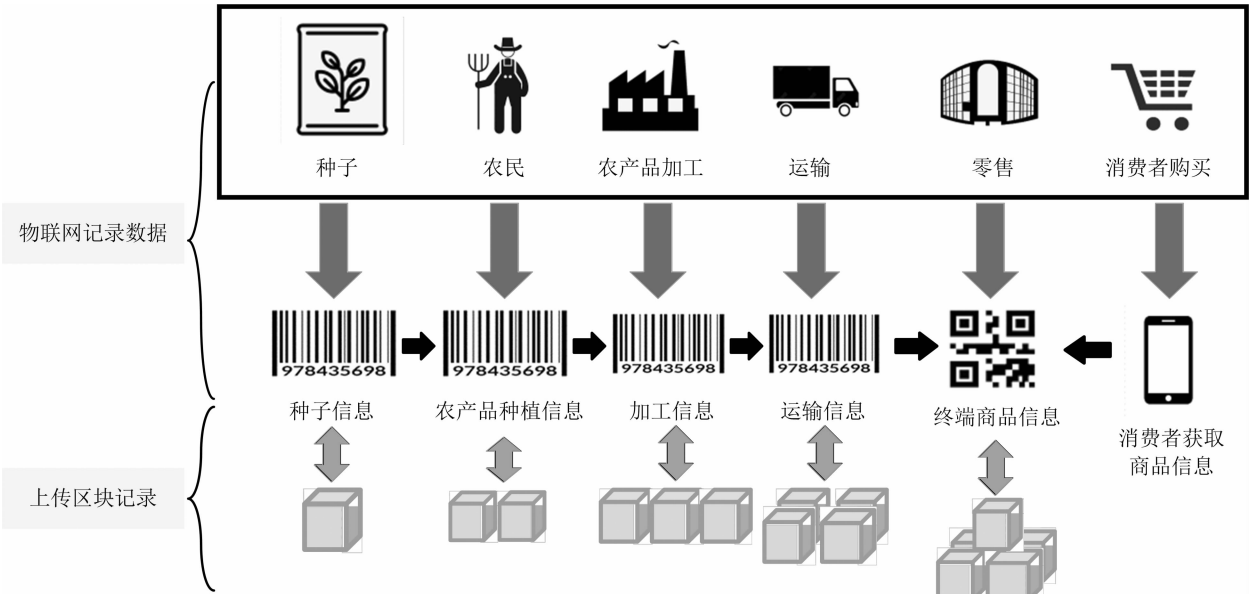 种子
农民
农产品加工
运输
零售
消费者购买
物联网记录数据
978435698
978435698
978435698
978435698
种子信息
农产品种植信息
加工信息
运输信息
终端商品信息
消费者获取
商品信息
上传区块记录